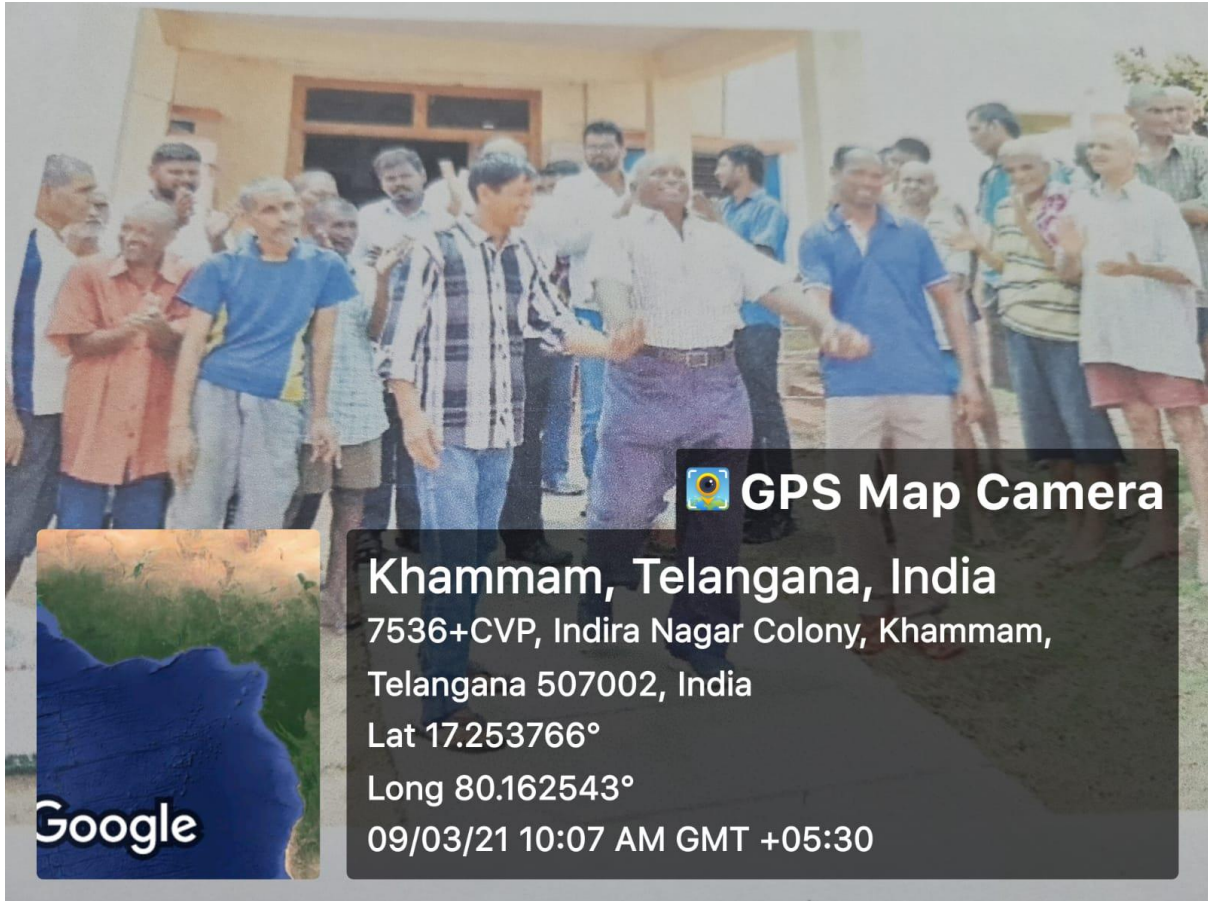 GPS Map Camera
Khammam, Telangana, India
7536+CVP, Indira Nagar Colony, Khammam,
Telangana 507002, India
Lat 17.253766°
Long 80.162543°
09/03/21 10:07 AM GMT +05:30
Google